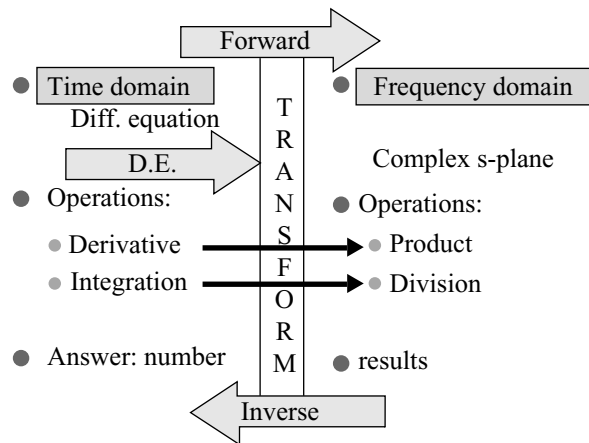 Forward
Time domain
Frequency domain
Diff. equation
D.E.
Complex s-plane
TRANSFORM
Operations:
Operations:
Derivative
Product
Integration
Division
Answer: number
results
Inverse